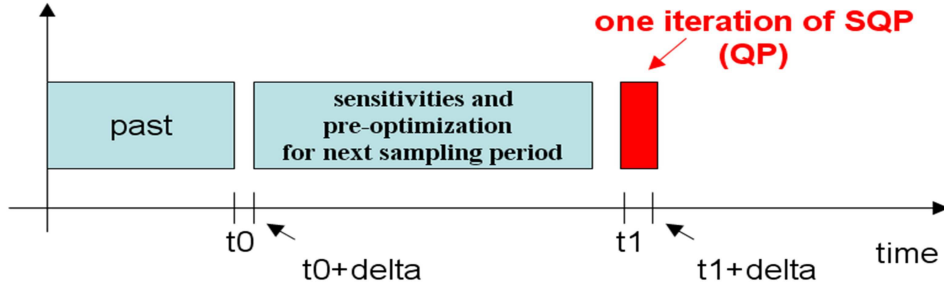 one iteration of SQP
(QP)
past
sensitivities and
pre-optimization
for next sampling period
t0
t1
time
t0+delta
t1+delta